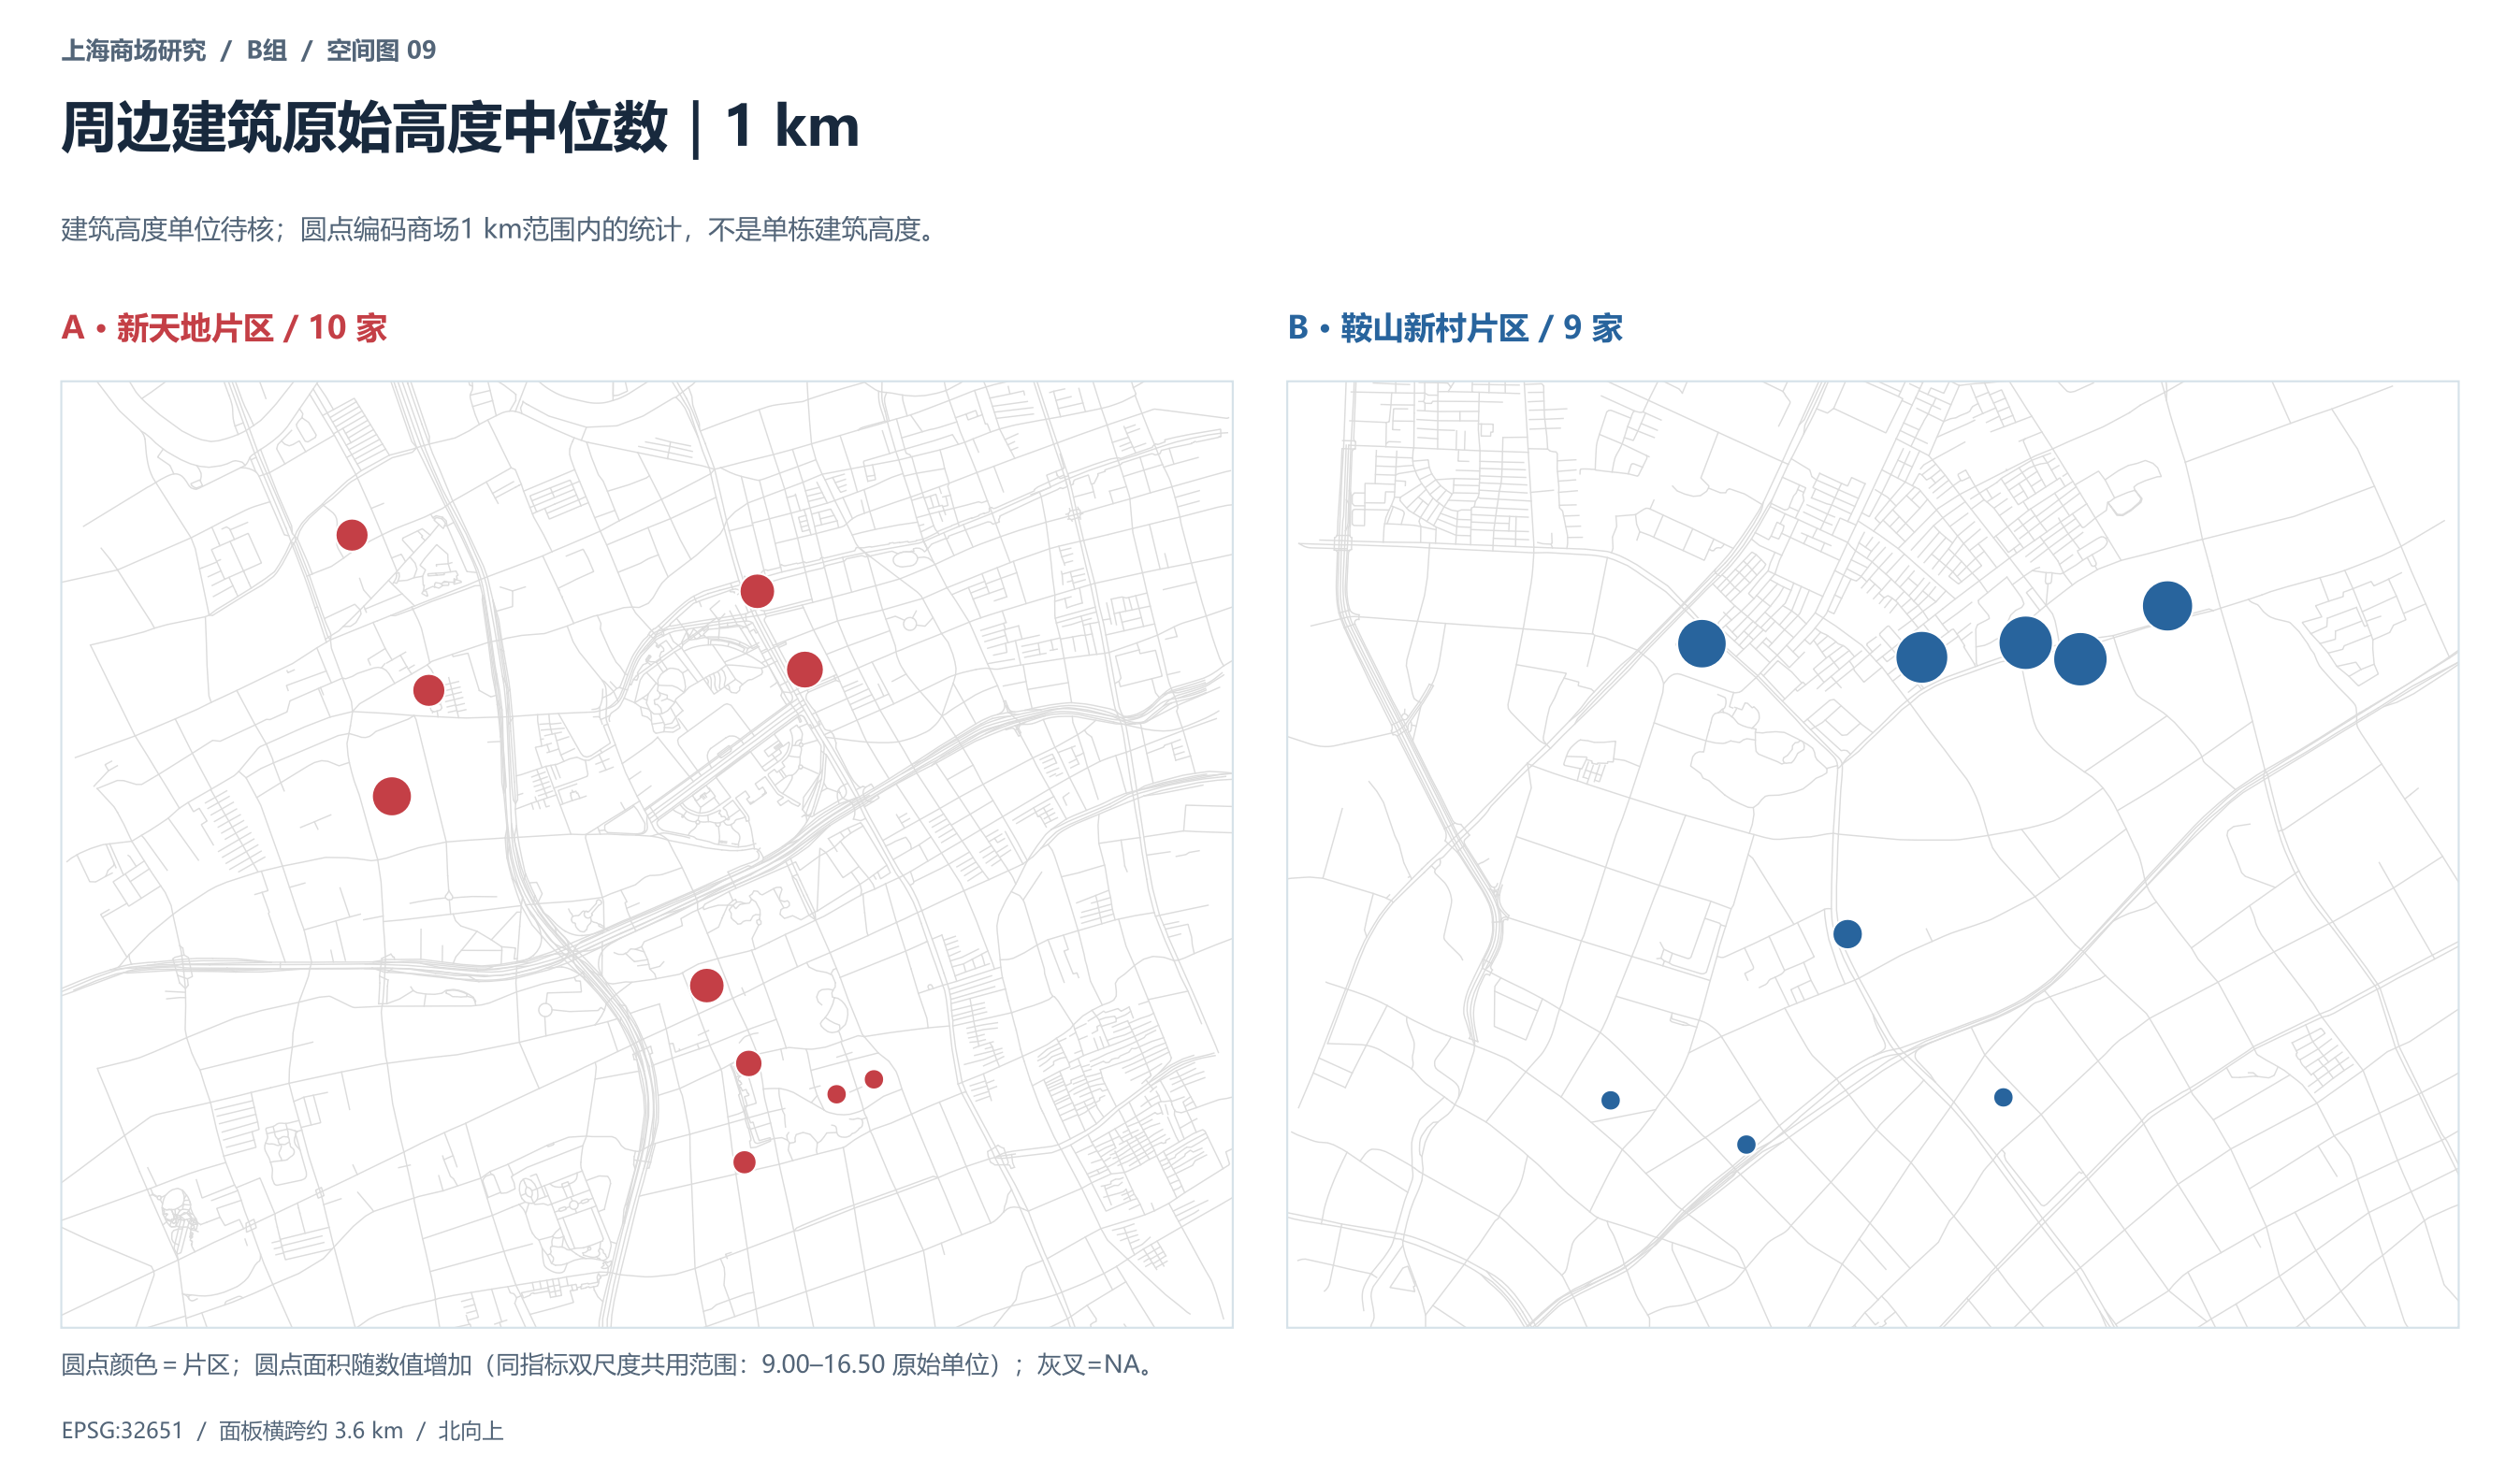 上海商场研究 / B组 / 空间图 09
周边建筑原始高度中位数 | 1 km
建筑高度单位待核；圆点编码商场1 km范围内的统计，不是单栋建筑高度。
A · 新天地片区 / 10 家
B · 鞍山新村片区 / 9 家
圆点颜色 = 片区；圆点面积随数值增加（同指标双尺度共用范围：9.00–16.50 原始单位）；灰叉=NA。
EPSG:32651 / 面板横跨约 3.6 km / 北向上